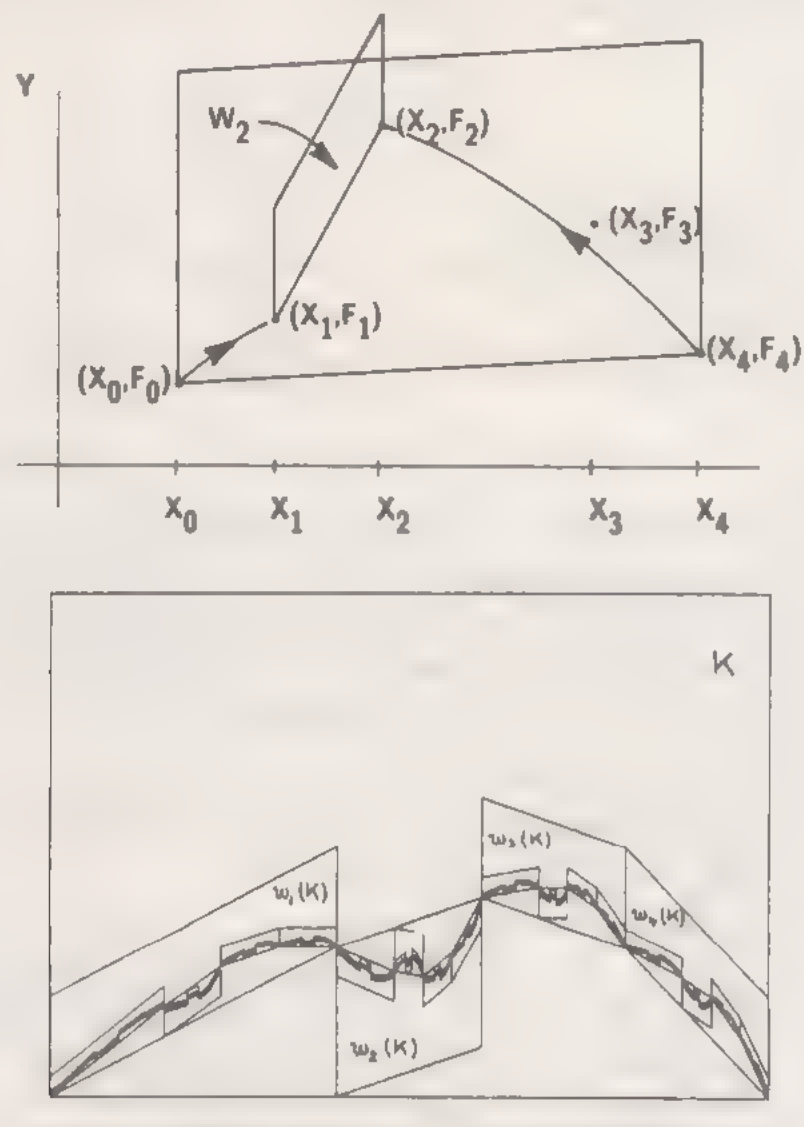 Y
W₂
(X₂,F₂)
(X₃,F₃)
(X₁,F₁)
(X₀,F₀)
(X₄,F₄)
X₀ X₁ X₂ X₃ X₄
K
w₃(K)
w₁(K)
w₄(K)
w₂(K)